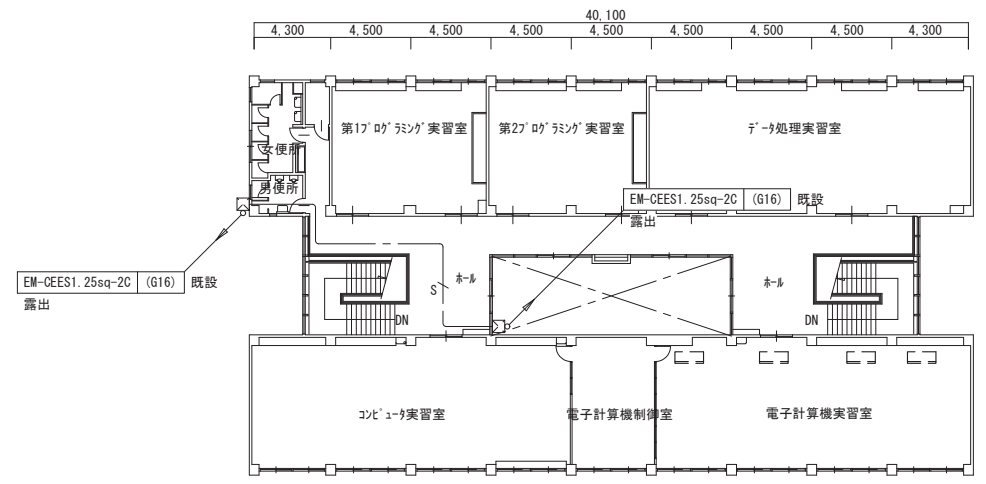 40,100
4,300 4,500 4,500 4,500 4,500 4,500 4,500 4,500 4,300
第1プログラミング実習室
第2プログラミング実習室
データ処理実習室
女便所
男便所
EM-CEES1.25sq-2C (G16) 既設
露出
EM-CEES1.25sq-2C (G16) 既設
露出
ホール
ホール
S
DN
DN
コンピュータ実習室
電子計算機制御室
電子計算機実習室